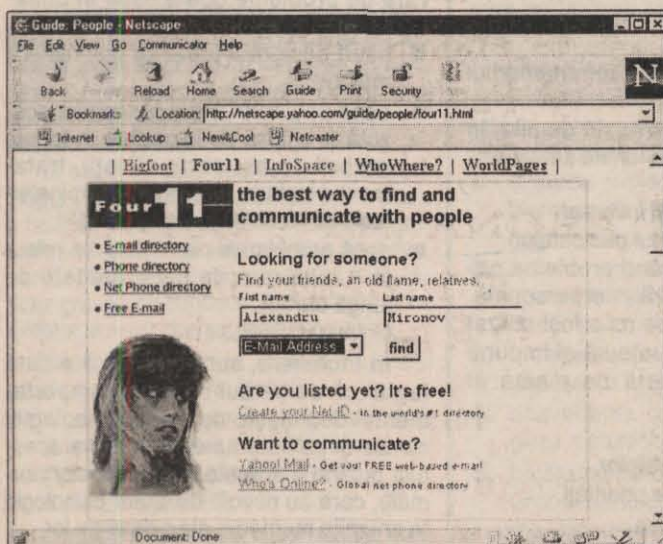 Guide: People - Netscape
File Edit View Go Communicator Help
Back Reload Home Search Guide Print Security
N
Bookmarks Location: http://netscape.yahoo.com/guide/people/four11.html
Internet Lookup New&Cool Netcaster
| Bigfoot | Four11 | InfoSpace | WhoWhere? | WorldPages |
Four11
the best way to find and
communicate with people
• E-mail directory
• Phone directory
• Net Phone directory
• Free E-mail
Looking for someone?
Find your friends, an old flame, relatives.
First name Last name
Alexandru Mironov
E-Mail Address find
Are you listed yet? It's free!
Create your Net ID - in the world's #1 directory
Want to communicate?
Yahoo! Mail - Get your FREE web-based e-mail
Who's Online? - Global net phone directory
Document: Done